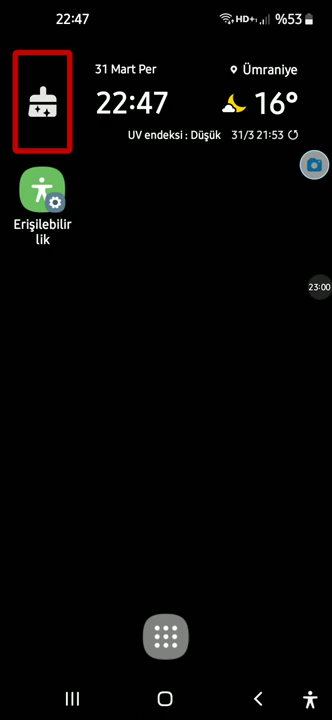 22:47
HD+ %53
31 Mart Per
Ümraniye
22:47
16°
UV endeksi : Düşük 31/3 21:53
Erişilebilir
lik
23:00